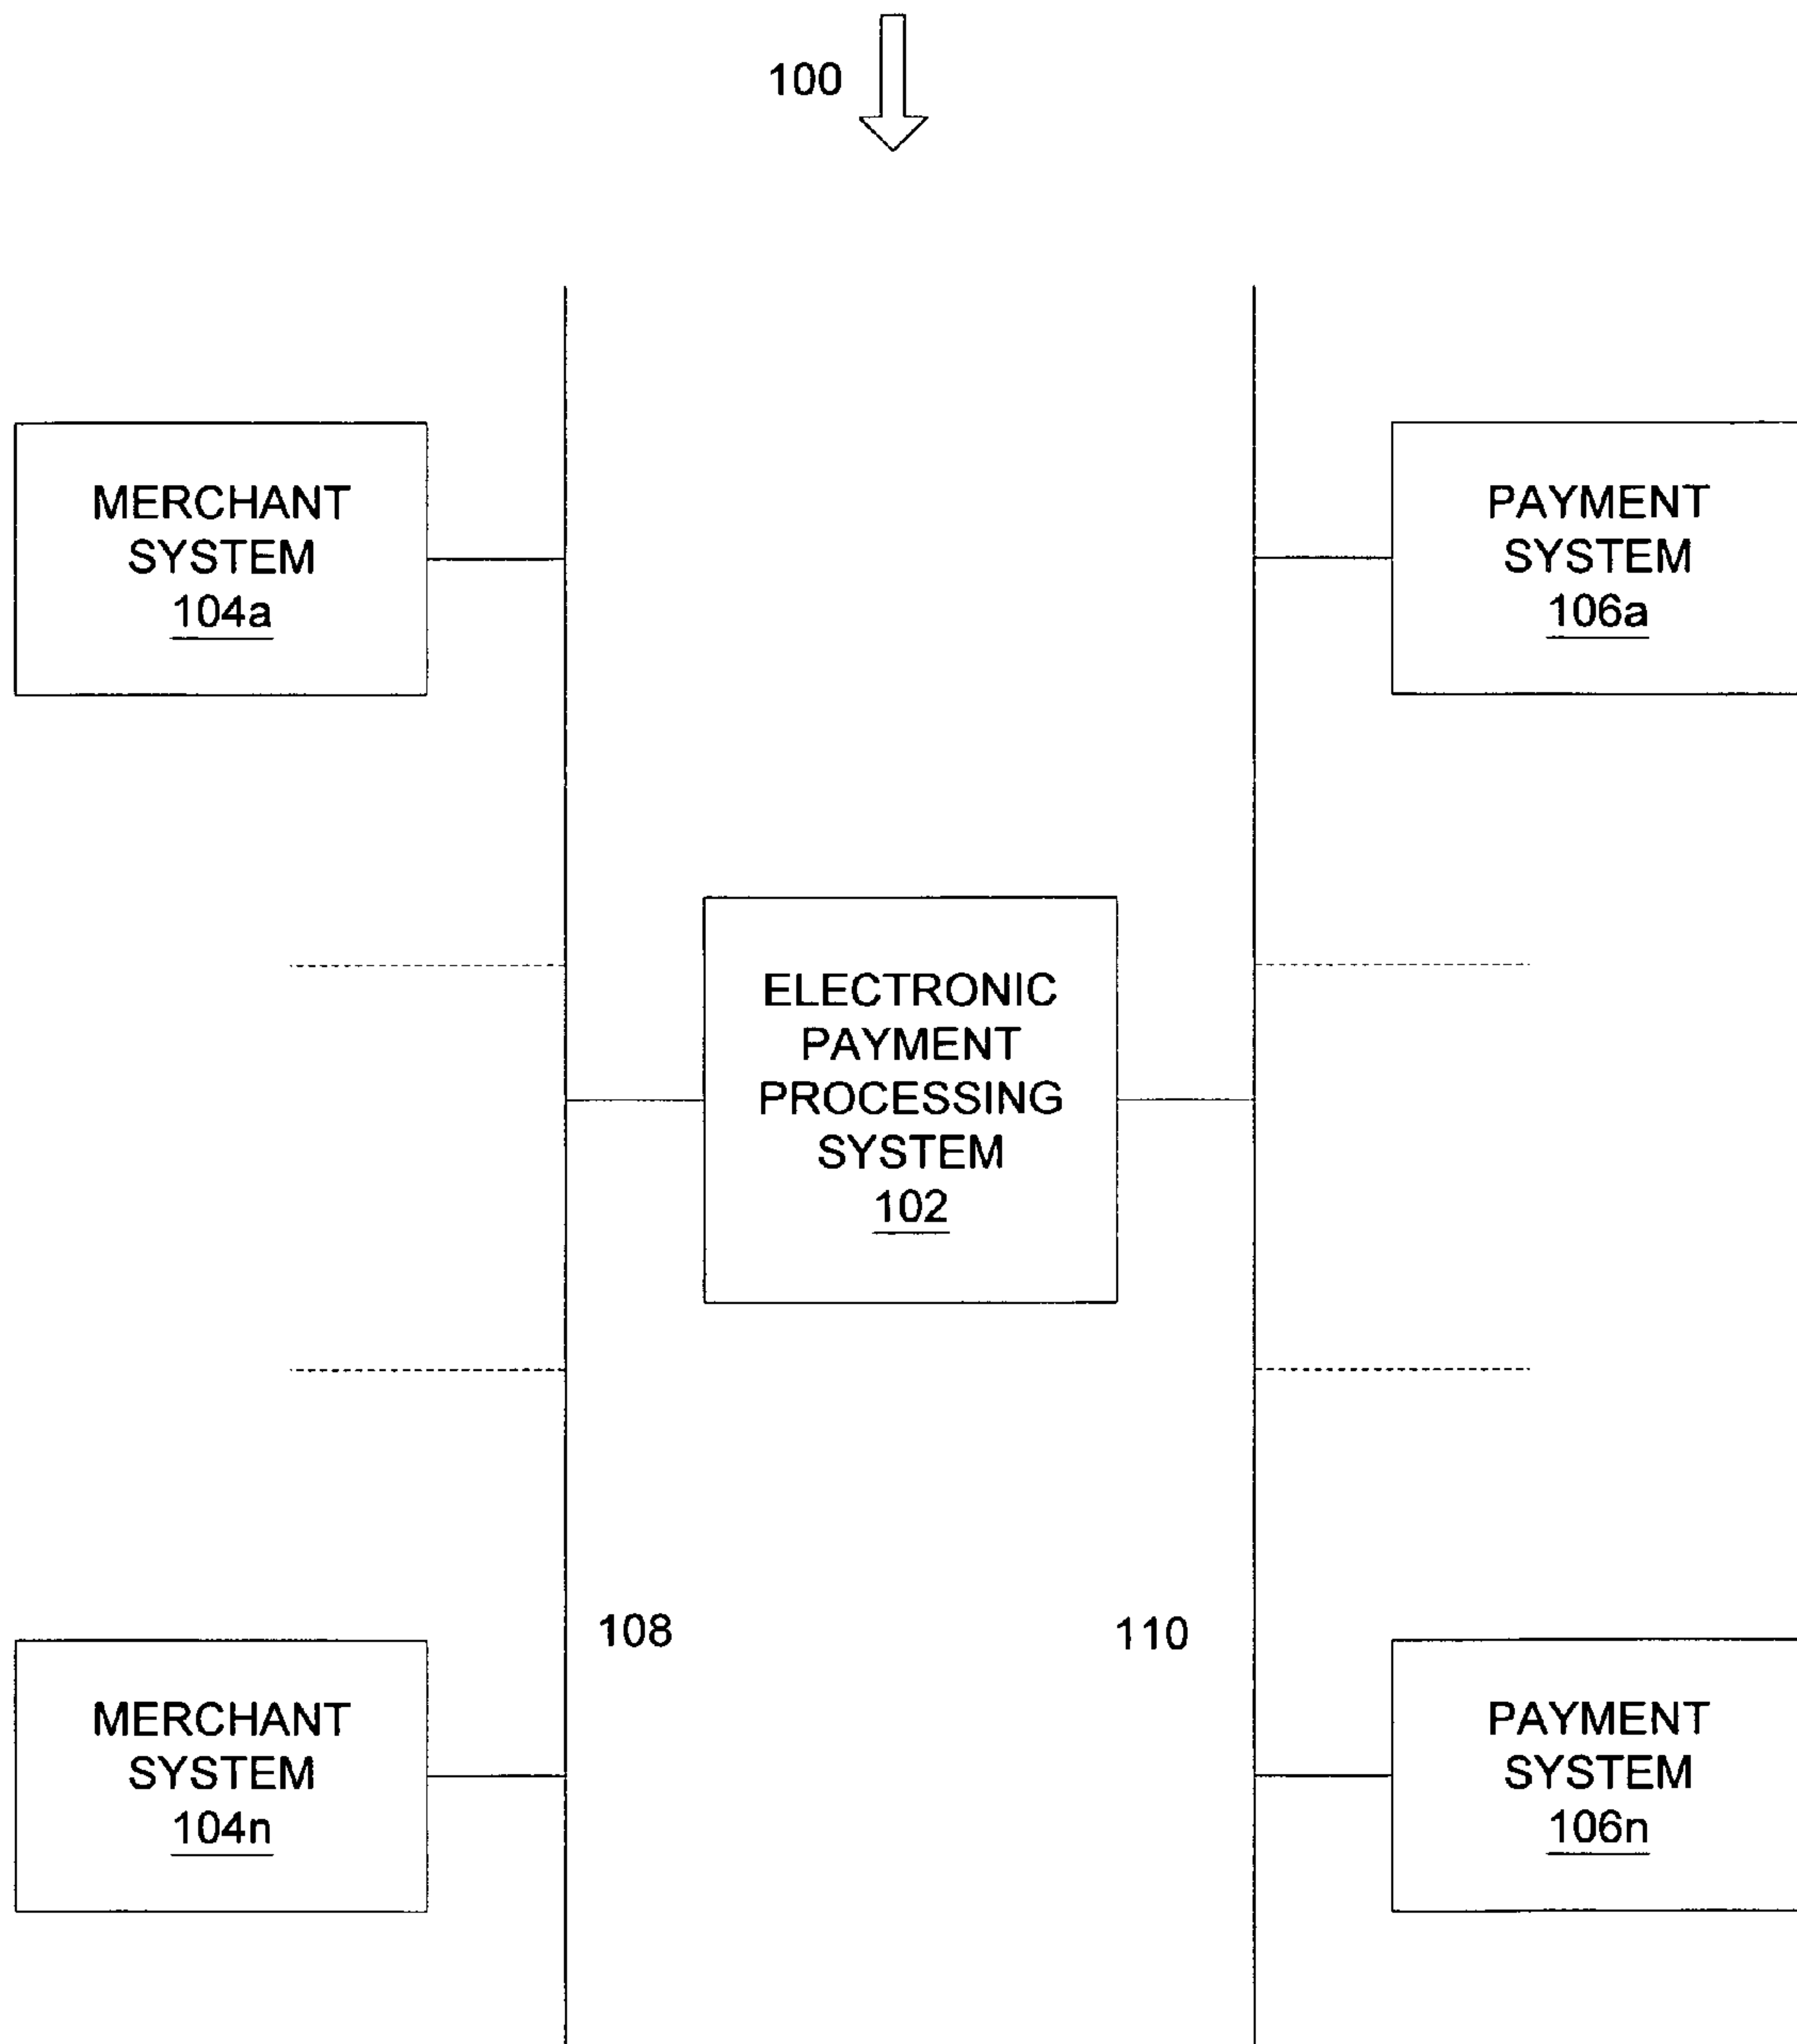 100
MERCHANT
SYSTEM
104a
PAYMENT
SYSTEM
106a
ELECTRONIC
PAYMENT
PROCESSING
SYSTEM
102
108
110
MERCHANT
SYSTEM
104n
PAYMENT
SYSTEM
106n